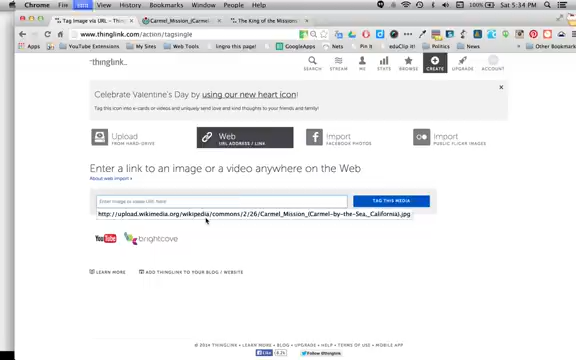 Chrome File Edit View History Bookmarks Window Help
Sat 5:34 PM
Tag Image via URL - ThingLink
Carmel_Mission_(Carmel-
The King of the Missions
www.thinglink.com/action/tagsingle
Apps
YouTube Extensions
My Sites
Web Tools
Ingro this page
GoogleApps
Nets
Pin It
eduClipit!
Politics
News
Other Bookmarks
thinglink..
SEARCH STREAM ME STATS BROWSE CREATE UPGRADE ACCOUNT
Celebrate Valentine's Day by using our new heart icon!
Tag this icon into e-cards or videos and uniquely send love and kind thoughts to your friends and family!
Upload
FROM HARD-DRIVE
Web
URL ADDRESS / LINK
Import
FACEBOOK PHOTOS
Import
PUBLIC FLICKR IMAGES
Enter a link to an image or a video anywhere on the Web
About web import ›
Enter image or video URL here
TAG THIS MEDIA
http://upload.wikimedia.org/wikipedia/commons/2/26/Carmel_Mission_(Carmel-by-the-Sea,_California).jpg
YouTube
brightcove
LEARN MORE
ADD THINGLINK TO YOUR BLOG / WEBSITE
© 2014 THINGLINK • LEARN MORE • BLOG • UPGRADE • HELP • TERMS OF USE • MOBILE APP
Like
Follow @thinglink